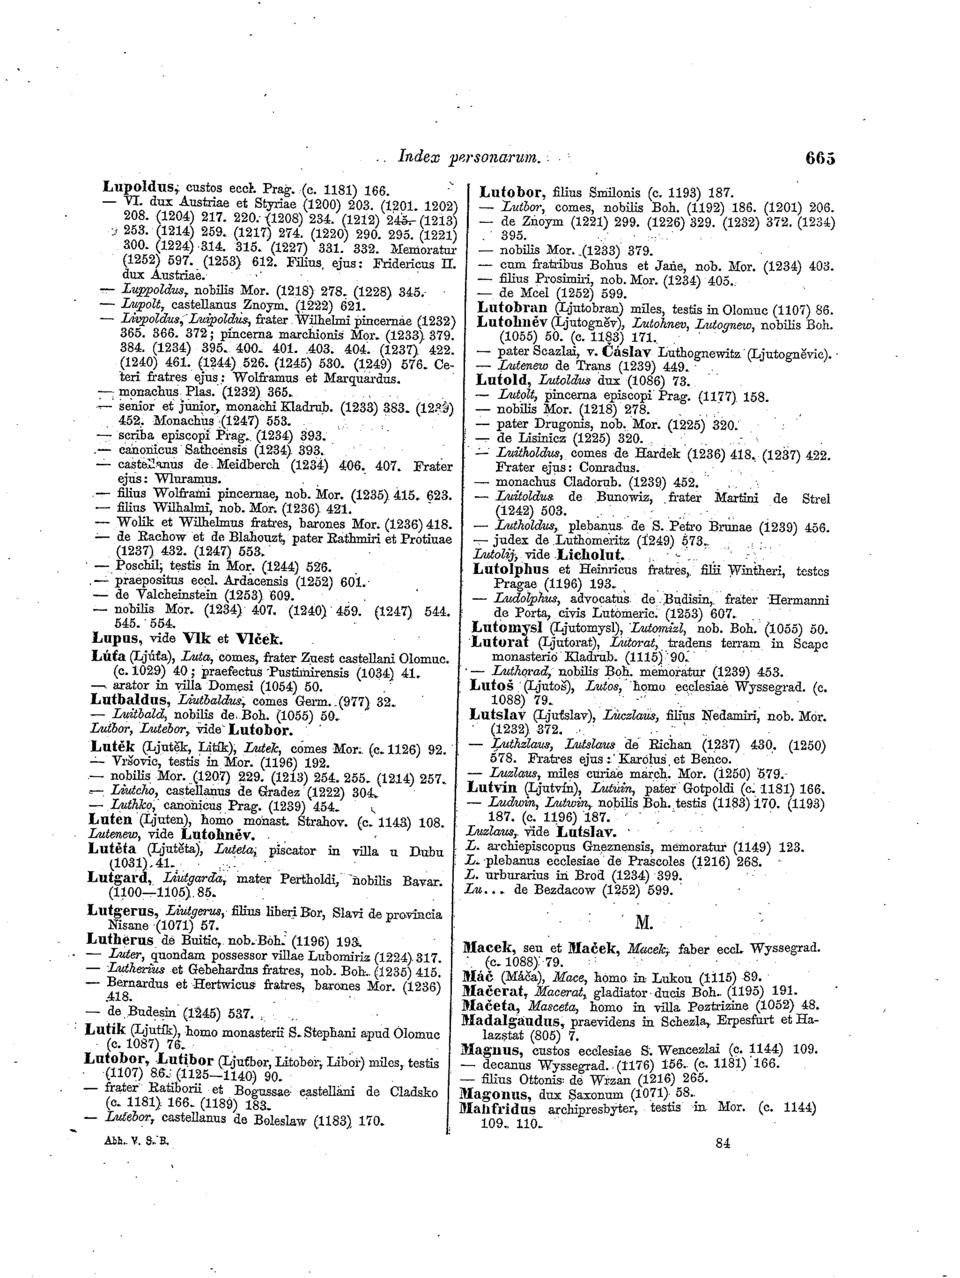 Index personarum.
665
Lupoldus, custos eccl. Prag. (c. 1181) 166.
— VI. dux Austriae et Styriae (1200) 203. (1201. 1202)
208. (1204) 217. 220. (1208) 234. (1212) 245. (1213)
253. (1214) 259. (1217) 274. (1220) 290. 295. (1221)
300. (1224) 314. 315. (1227) 331. 332. Memoratur
(1252) 597. (1253) 612. Filius ejus: Fridericus II.
dux Austriae.
— Luppoldus, nobilis Mor. (1218) 278. (1228) 345.
— Lupolt, castellanus Znoym. (1222) 621.
— Livpoldus, Luipoldus, frater Wilhelmi pincernae (1232)
365. 366. 372; pincerna marchionis Mor. (1233) 379.
384. (1234) 395. 400. 401. 403. 404. (1237) 422.
(1240) 461. (1244) 526. (1245) 530. (1249) 576. Ce-
teri fratres ejus: Wolframus et Marquardus.
— monachus Plas. (1232) 365.
— senior et junior, monachi Kladrub. (1233) 383.
452. Monachus (1247) 553.
— scriba episcopi Prag. (1234) 393.
— canonicus Sathcensis (1234) 393.
— castellanus de Meidberch (1234) 406. 407. Frater
ejus: Wluramus.
— filius Wolframi pincernae, nob. Mor. (1235) 415. 623.
— filius Wilhalmi, nob. Mor. (1236) 421.
— Wolik et Wilhelmus fratres, barones Mor. (1236) 418.
— de Rachow et de Blahouzt, pater Rathmiri et Protiuae
(1237) 432. (1247) 553.
— Poschil, testis in Mor. (1244) 526.
— praepositus eccl. Ardacensis (1252) 601.
— de Valcheinstein (1253) 609.
— nobilis Mor. (1234) 407. (1240) 459. (1247) 544.
545. 554.
Lupus, vide Vlk et Vlček.
Lúta (Ljúta), Luta, comes, frater Zuest castellani Olomuc.
(c. 1029) 40; praefectus Pustimirensis (1034) 41.
— arator in villa Domesi (1054) 50.
Lutbaldus, Liutbaldus, comes Germ. (977) 32.
— Luitbald, nobilis de Boh. (1055) 50.
Lutbor, Lutebor, vide Lutobor.
Lutěk (Ljutěk, Litík), Lutek, comes Mor. (c. 1126) 92.
— Vršovic, testis in Mor. (1196) 192.
— nobilis Mor. (1207) 229. (1213) 254. 255. (1214) 257.
— Liutcho, castellanus de Gradez (1222) 304.
— Luthko, canonicus Prag. (1239) 454.
Luten (Ljuten), homo monast. Strahov. (c. 1143) 108.
Lutenew, vide Lutohněv.
Lutěta (Ljutěta), Luteta, piscator in villa u Dubu
(1031) 41.
Lutgard, Liutgarda, mater Pertholdi, nobilis Bavar.
(1100—1105) 85.
Lutgerus, Liutgerus, filius liberi Bor, Slavi de provincia
Nisane (1071) 57.
Lutherus de Buitic, nob. Boh. (1196) 193.
— Luter, quondam possessor villae Lubomiriz (1224) 317.
— Lutherius et Gebehardus fratres, nob. Boh. (1235) 415.
— Bernardus et Hertwicus fratres, barones Mor. (1236)
418.
— de Budesin (1245) 537.
Lutík (Ljutík), homo monasterii S. Stephani apud Olomuc
(c. 1087) 76.
Lutobor, Lutibor (Ljutbor, Litobor, Libor) miles, testis
(1107) 86. (1125—1140) 90.
— frater Ratiborii et Bogussae castellani de Cladsko
(c. 1181) 166. (1189) 183.
— Lutebor, castellanus de Boleslaw (1183) 170.
Abh. V. S. B.
Lutobor, filius Smilonis (c. 1193) 187.
— Lutbor, comes, nobilis Boh. (1192) 186. (1201) 206.
— de Znoym (1221) 299. (1226) 329. (1232) 372. (1234)
395.
— nobilis Mor. (1233) 379.
— cum fratribus Bohus et Jane, nob. Mor. (1234) 403.
— filius Prosimiri, nob. Mor. (1234) 405.
— de Mcel (1252) 599.
Lutobran (Ljutobran) miles, testis in Olomuc (1107) 86.
Lutohněv (Ljutogněv), Lutohnev, Lutognew, nobilis Boh.
(1055) 50. (c. 1183) 171.
— pater Scazlai, v. Čáslav Luthognewitz (Ljutogněvic).
— Lutenew de Trans (1239) 449.
Lutold, Lutoldus dux (1086) 73.
— Lutolt, pincerna episcopi Prag. (1177) 158.
— nobilis Mor. (1218) 278.
— pater Drugonis, nob. Mor. (1225) 320.
— de Lisinicz (1225) 320.
— Luitholdus, comes de Hardek (1236) 418. (1237) 422.
Frater ejus: Conradus.
— monachus Cladorub. (1239) 452.
— Luitoldus de Bunowiz, frater Martini de Strel
(1242) 503.
— Lutholdus, plebanus de S. Petro Brunae (1239) 456.
— judex de Luthomeritz (1249) 573.
Lutolij, vide Licholut.
Lutolphus et Heinricus fratres, filii Wintheri, testes
Pragae (1196) 193.
— Ludolphus, advocatus de Budisin, frater Hermanni
de Porta, civis Lutomeric. (1253) 607.
Lutomysl (Ljutomysl), Lutomizl, nob. Boh. (1055) 50.
Lutorat (Ljutorat), Lutorat, tradens terram in Scapc
monasterio Kladrub. (1115) 90.
— Luthorad, nobilis Boh. memoratur (1239) 453.
Lutoš (Ljutoš), Lutos, homo ecclesiae Wyssegrad. (c.
1088) 79.
Lutslav (Ljutslav), Luczlaus, filius Nedamiri, nob. Mor.
(1232) 372.
— Luthzlaus, Lutslaus de Richan (1237) 430. (1250)
578. Fratres ejus: Karolus et Benco.
— Luzlaus, miles curiae march. Mor. (1250) 579.
Lutvín (Ljutvín), Lutuin, pater Gotpoldi (c. 1181) 166.
— Ludwin, Lutwin, nobilis Boh. testis (1183) 170. (1193)
187. (c. 1196) 187.
Luzlaus, vide Lutslav.
L. archiepiscopus Gneznensis, memoratur (1149) 123.
L. plebanus ecclesiae de Prascoles (1216) 268.
L. urburarius in Brod (1234) 399.
Lu... de Bezdacow (1252) 599.
M.
Macek, seu et Maček, Macek, faber eccl. Wyssegrad.
(c. 1088) 79.
Máč (Máča), Mace, homo in Lukou (1115) 89.
Mačerat, Macerat, gladiator ducis Boh. (1195) 191.
Mačeta, Masceta, homo in villa Poztrizine (1052) 48.
Madalgaudus, praevidens in Schezla, Erpesfurt et Ha-
lazstat (805) 7.
Magnus, custos ecclesiae S. Wencezlai (c. 1144) 109.
— decanus Wyssegrad. (1176) 156. (c. 1181) 166.
— filius Ottonis de Wrzan (1216) 265.
Magonus, dux Saxonum (1071) 58.
Mahfridus archipresbyter, testis in Mor. (c. 1144)
109. 110.
84